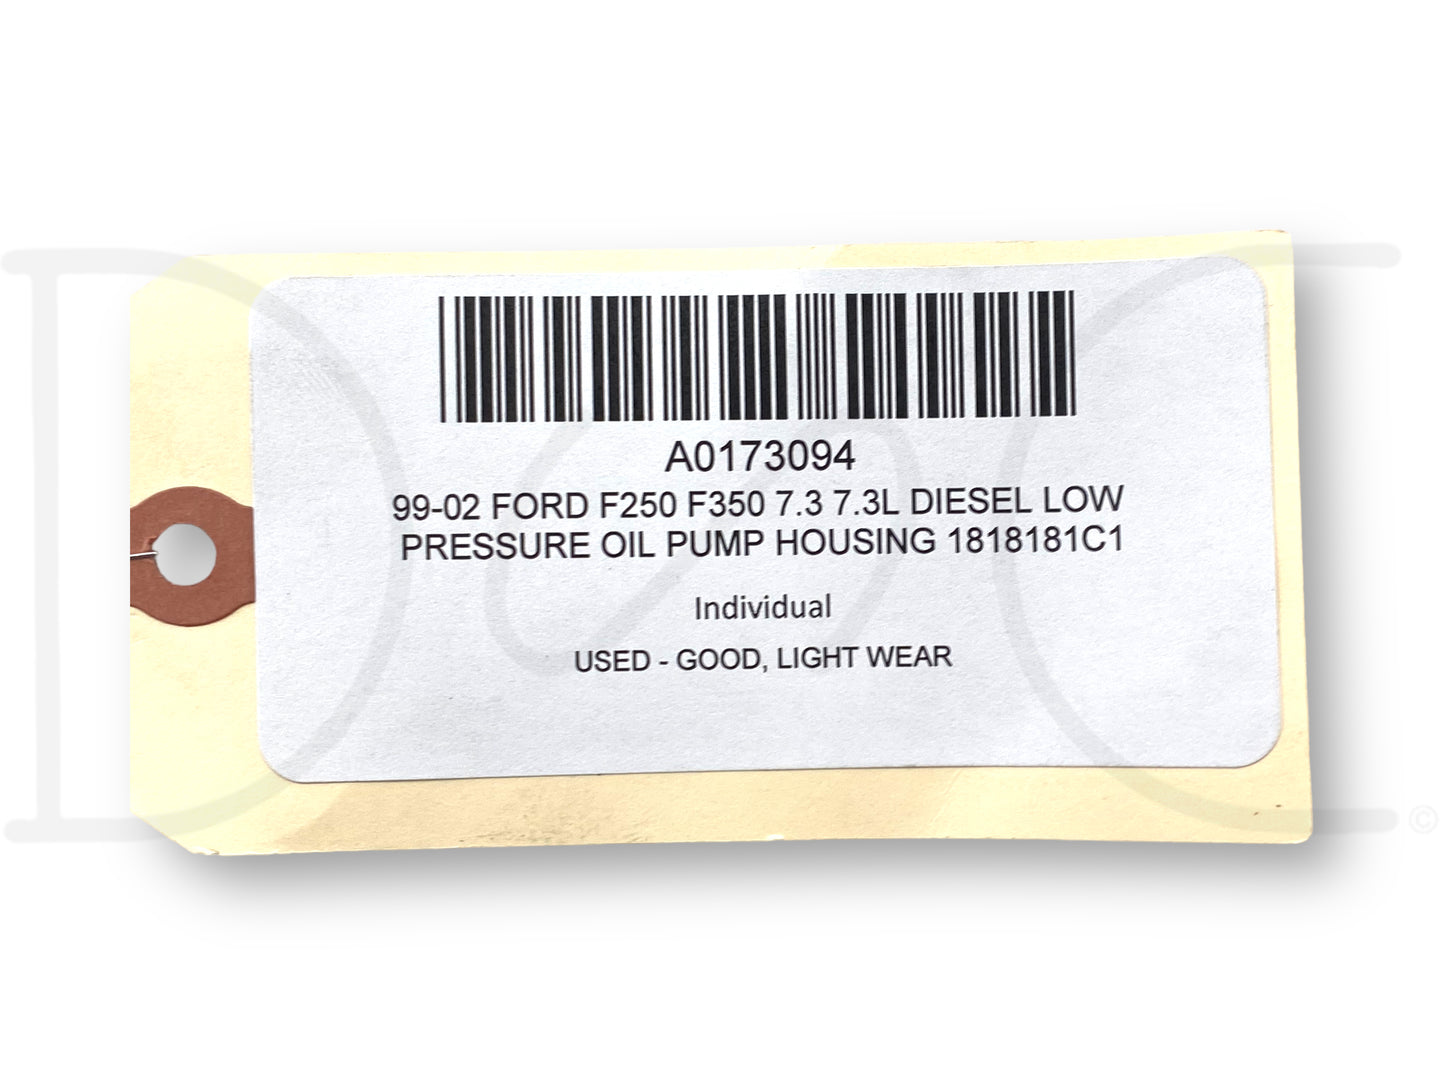 A0173094
99-02 FORD F250 F350 7.3 7.3L DIESEL LOW
PRESSURE OIL PUMP HOUSING 1818181C1
Individual
USED - GOOD, LIGHT WEAR